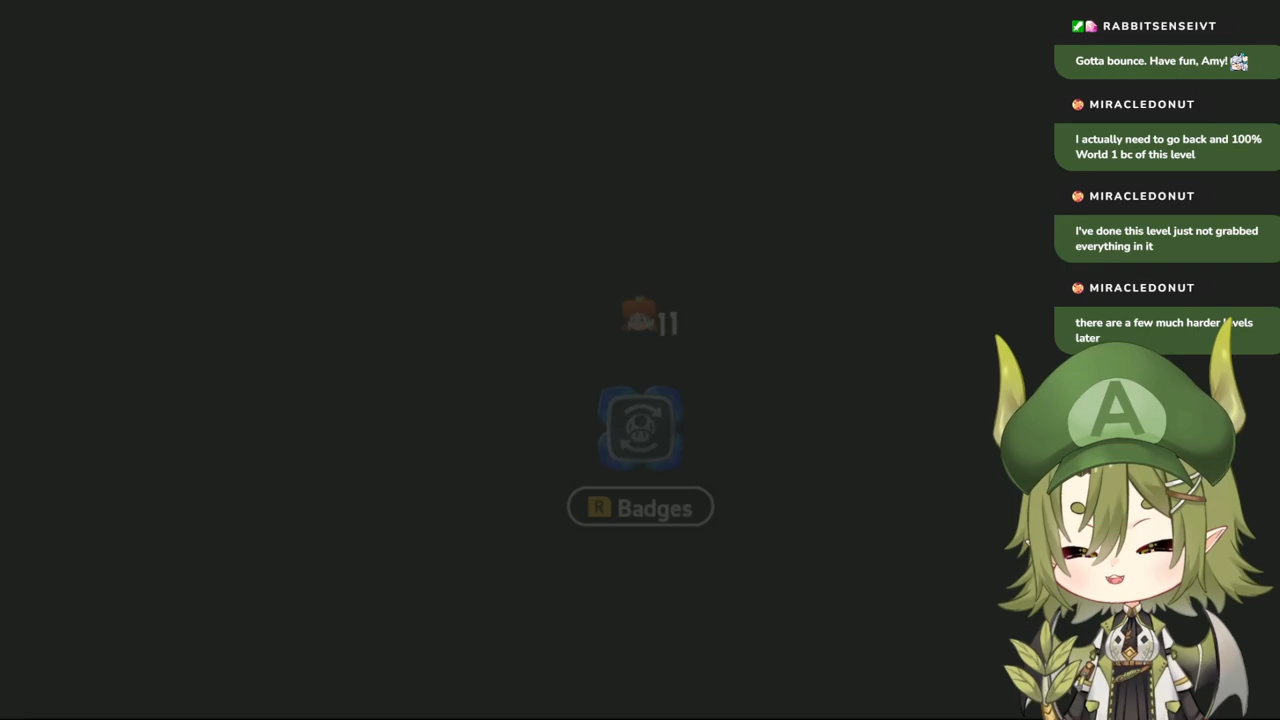 RABBITSENSEIVT
Gotta bounce. Have fun, Amy!
MIRACLEDONUT
I actually need to go back and 100%
World 1 bc of this level
MIRACLEDONUT
I've done this level just not grabbed
everything in it
MIRACLEDONUT
there are a few much harder levels
later
11
R Badges
A